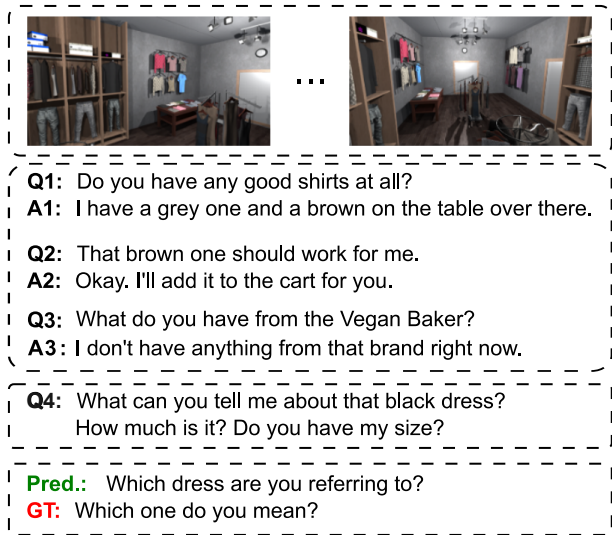 ...
Q1: Do you have any good shirts at all?
A1: I have a grey one and a brown on the table over there.
Q2: That brown one should work for me.
A2: Okay. I'll add it to the cart for you.
Q3: What do you have from the Vegan Baker?
A3: I don't have anything from that brand right now.
Q4: What can you tell me about that black dress?
How much is it? Do you have my size?
Pred.: Which dress are you referring to?
GT: Which one do you mean?